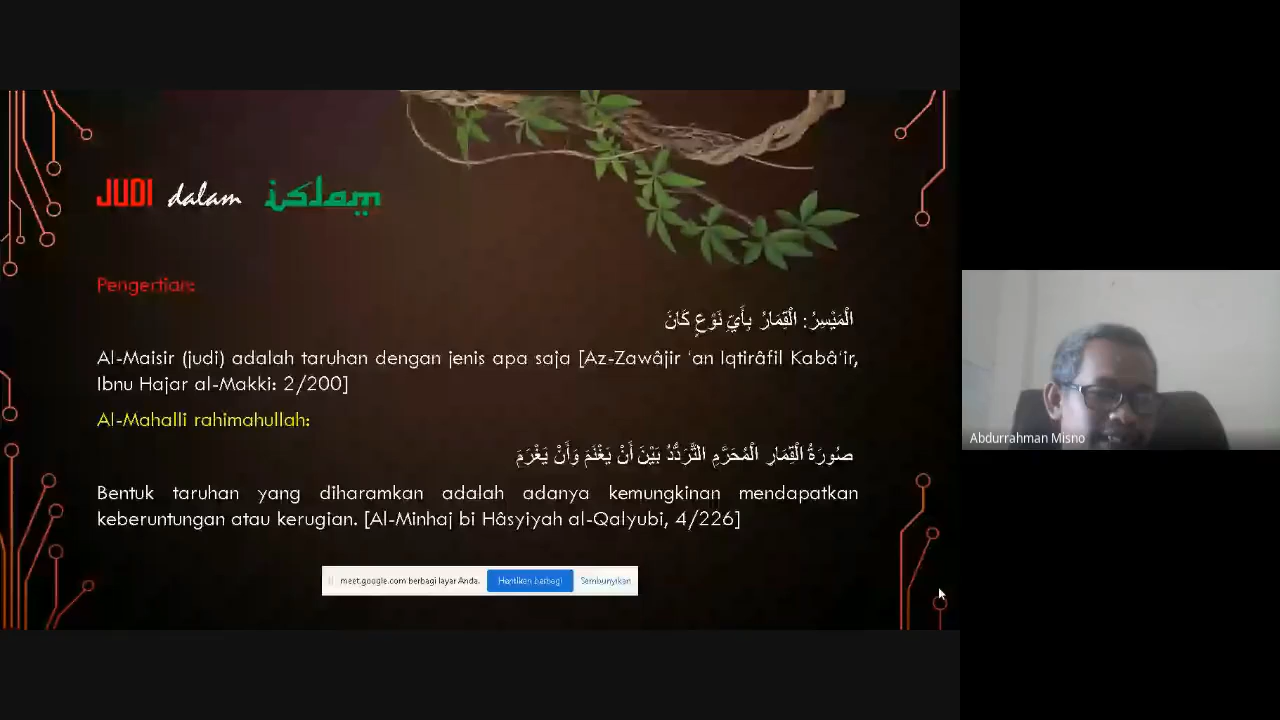 JUDI dalam islam
Pengertian:
الْمَيْسِرُ: الْقِمَارُ بِأَيِّ نَوْعٍ كَانَ
Al-Maisir (judi) adalah taruhan dengan jenis apa saja [Az-Zawâjir 'an Iqtirâfil Kabâ'ir,
Ibnu Hajar al-Makki: 2/200]
Al-Mahalli rahimahullah:
صُورَةُ الْقِمَارِ الْمُحَرَّمِ التَّرَدُّدُ بَيْنَ أَنْ يَغْنَمَ وَأَنْ يَغْرَمَ
Bentuk taruhan yang diharamkan adalah adanya kemungkinan mendapatkan
keberuntungan atau kerugian. [Al-Minhaj bi Hâsyiyah al-Qalyubi, 4/226]
meet.google.com berbagi layar Anda. Hentikan berbagi Sembunyikan
Abdurrahman Misno